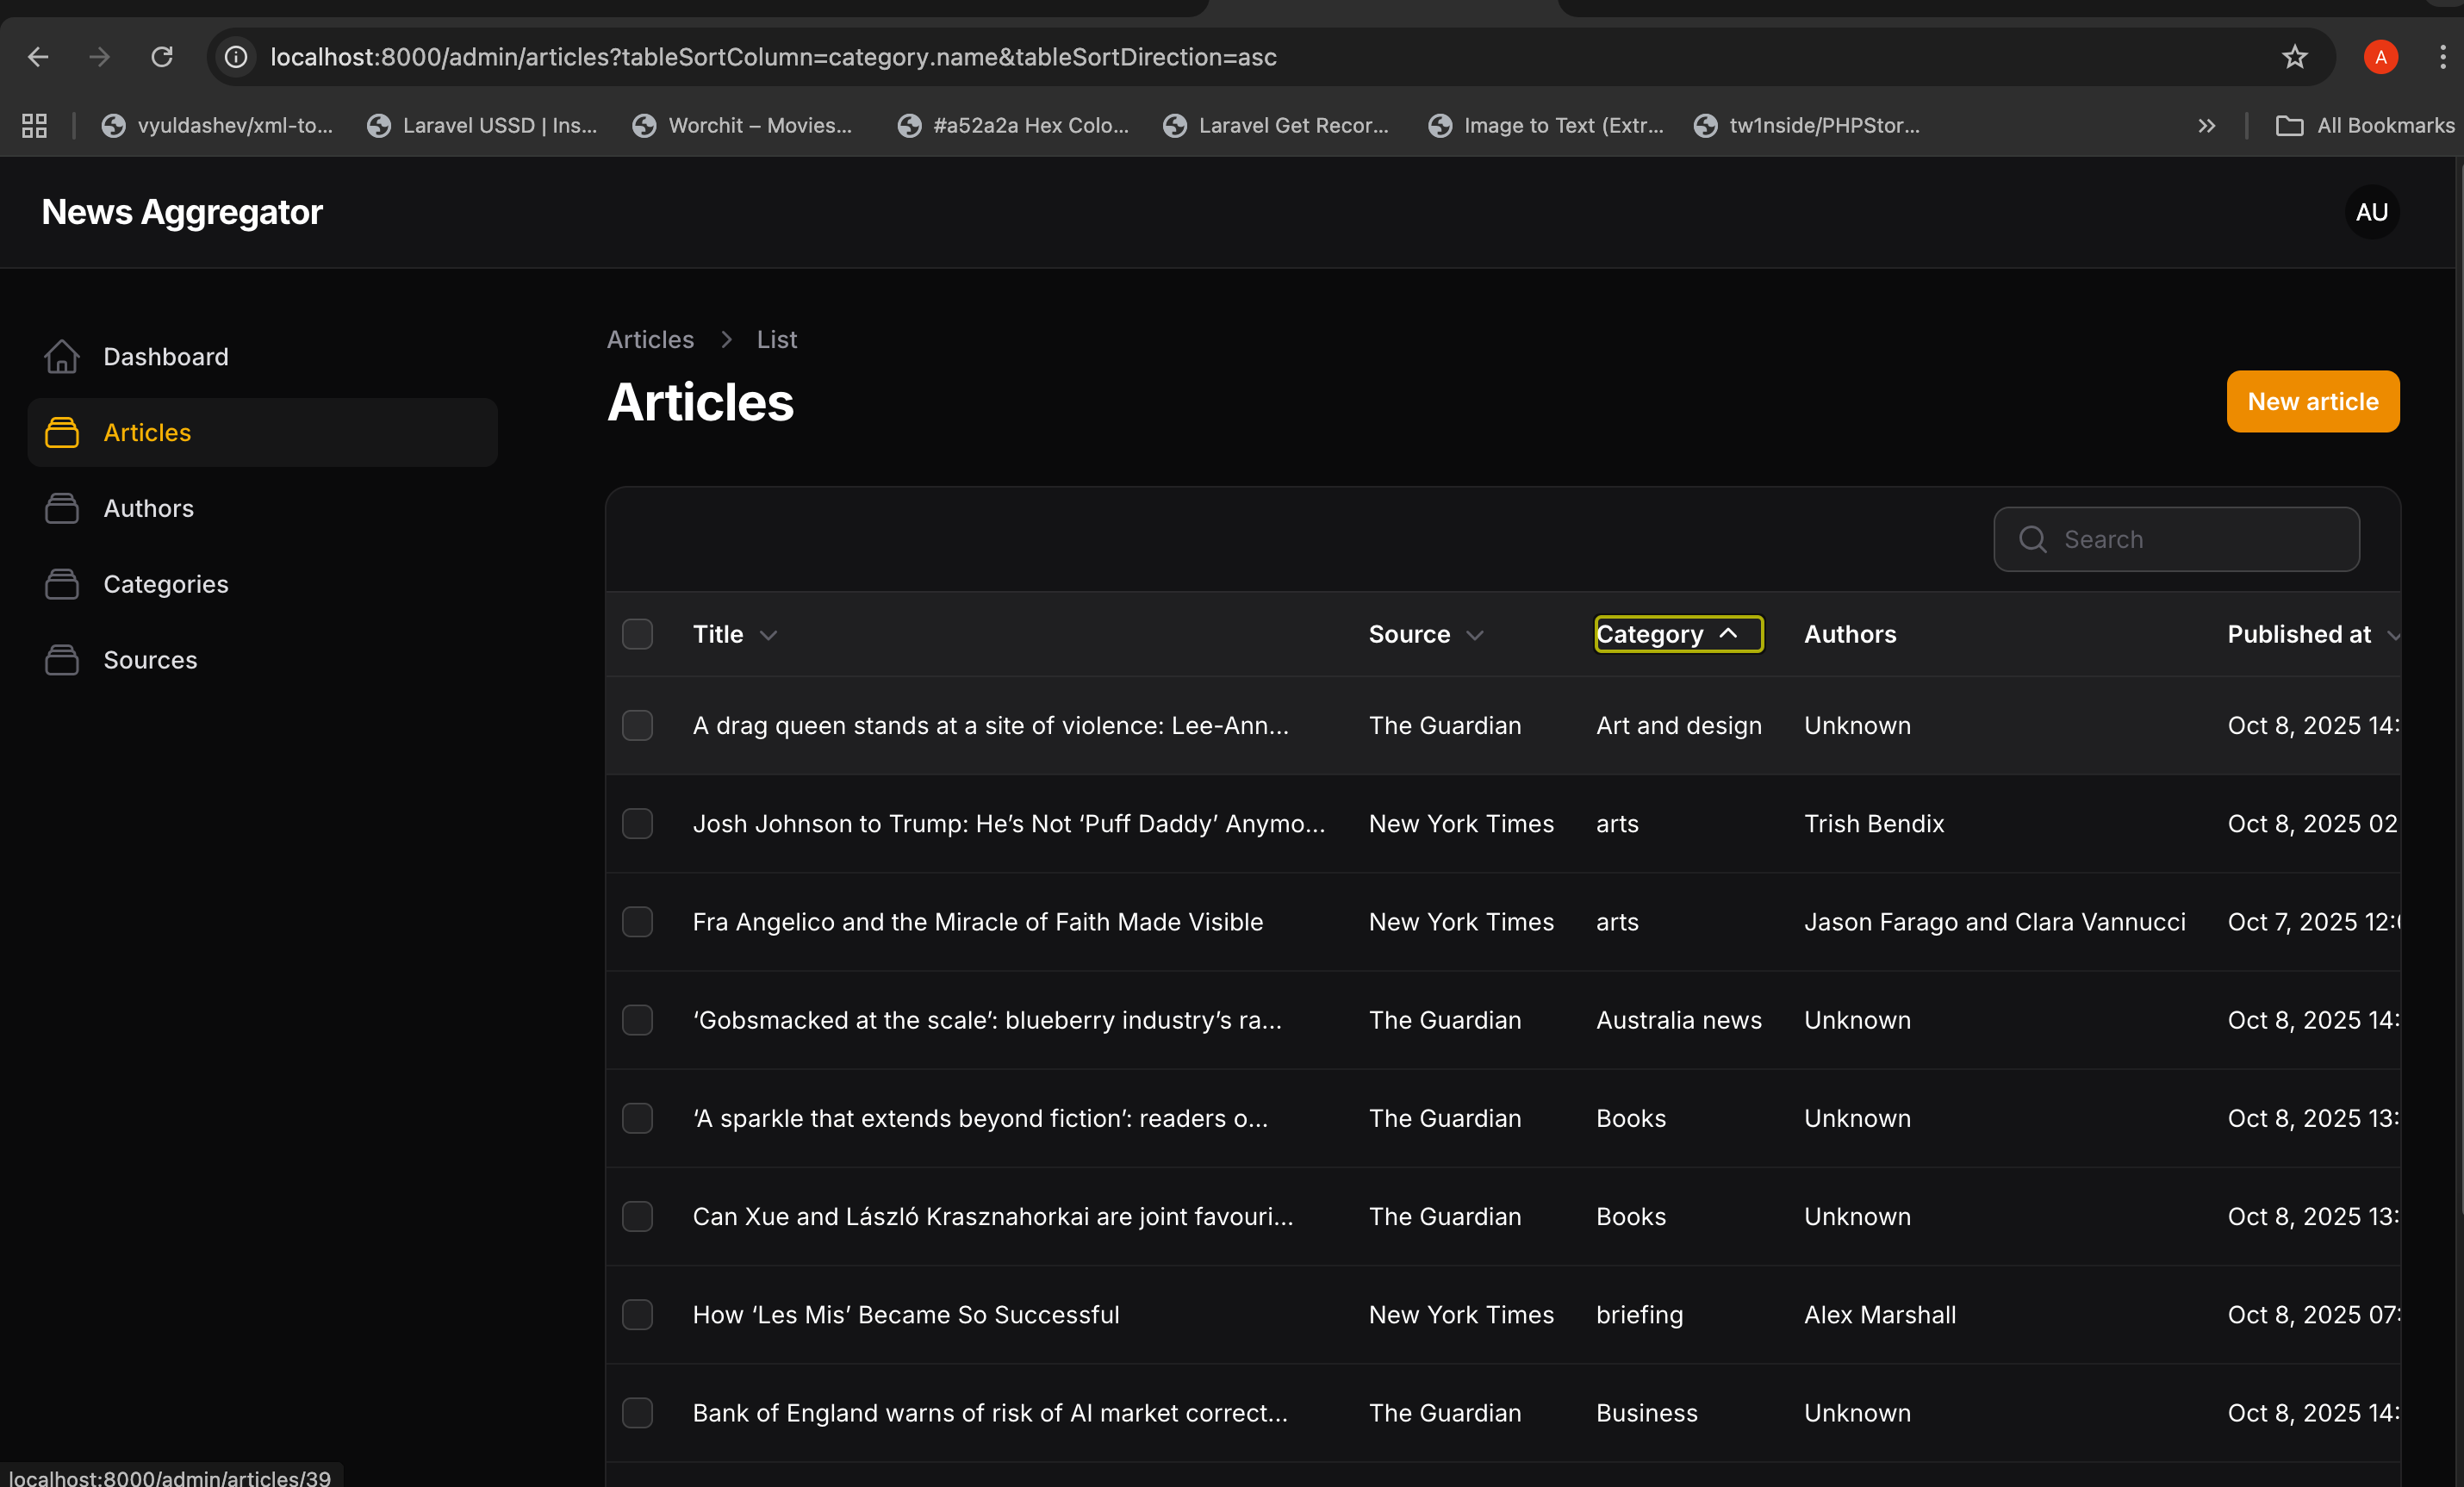 localhost:8000/admin/articles?tableSortColumn=category.name&tableSortDirection=asc
A
vyuldashev/xml-to...
Laravel USSD | Ins...
Worchit – Movies...
#a52a2a Hex Colo...
Laravel Get Recor...
Image to Text (Extr...
tw1nside/PHPStor...
All Bookmarks
News Aggregator
AU
Dashboard
Articles
Authors
Categories
Sources
Articles > List
Articles
New article
Search
Title Source Category Authors Published at
A drag queen stands at a site of violence: Lee-Ann... The Guardian Art and design Unknown Oct 8, 2025 14:
Josh Johnson to Trump: He’s Not ‘Puff Daddy’ Anymo... New York Times arts Trish Bendix Oct 8, 2025 02
Fra Angelico and the Miracle of Faith Made Visible New York Times arts Jason Farago and Clara Vannucci Oct 7, 2025 12:
‘Gobsmacked at the scale’: blueberry industry’s ra... The Guardian Australia news Unknown Oct 8, 2025 14:
‘A sparkle that extends beyond fiction’: readers o... The Guardian Books Unknown Oct 8, 2025 13:
Can Xue and László Krasznahorkai are joint favouri... The Guardian Books Unknown Oct 8, 2025 13:
How ‘Les Mis’ Became So Successful New York Times briefing Alex Marshall Oct 8, 2025 07:
Bank of England warns of risk of AI market correct... The Guardian Business Unknown Oct 8, 2025 14:
localhost:8000/admin/articles/39